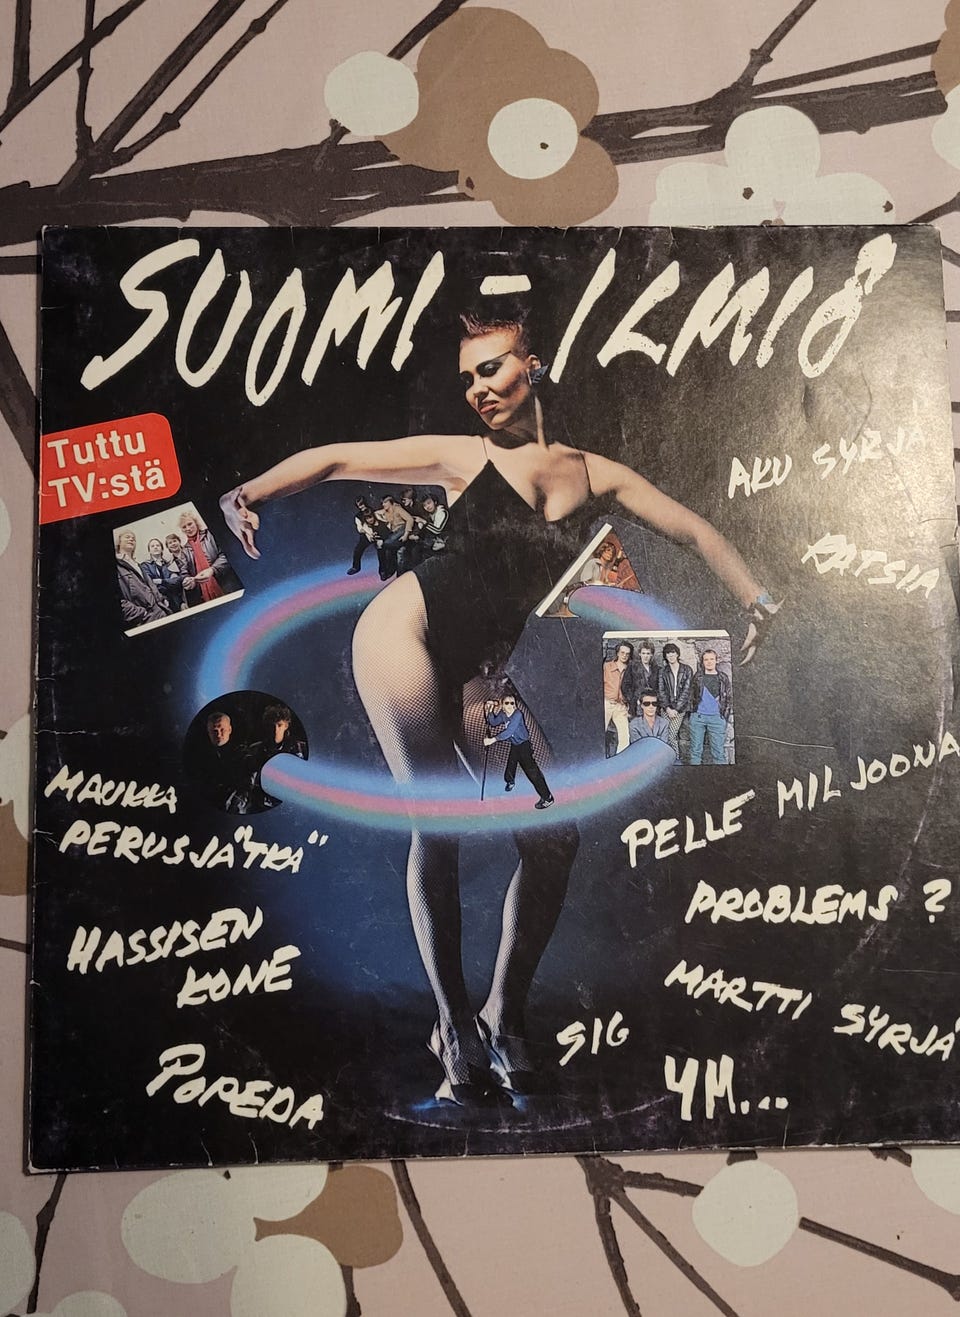 SUOMI-ILMIÖ
Tuttu
TV:stä
AKU SYRJÄ
RATSIA
MAUKKA
PERUSJÄTKÄ
HASSISEN
KONE
POPEDA
PELLE MILJOONA
PROBLEMS ?
MARTTI SYRJÄ
SIG
YM...